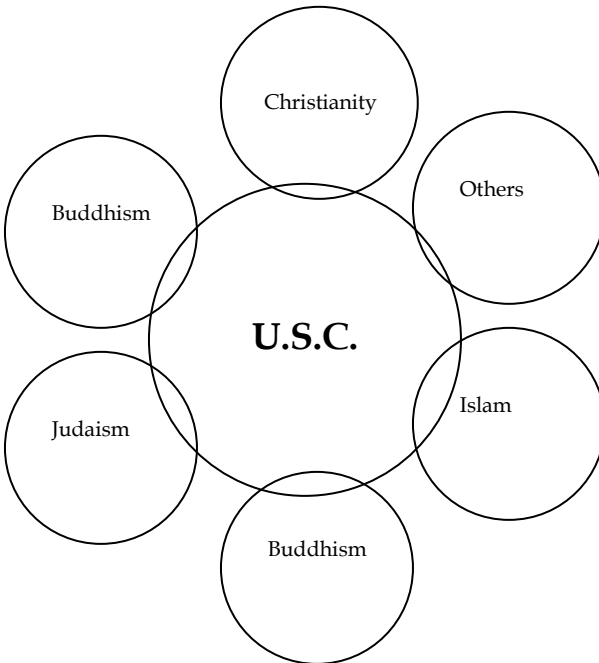 Christianity
Others
Buddhism
U.S.C.
Islam
Judaism
Buddhism